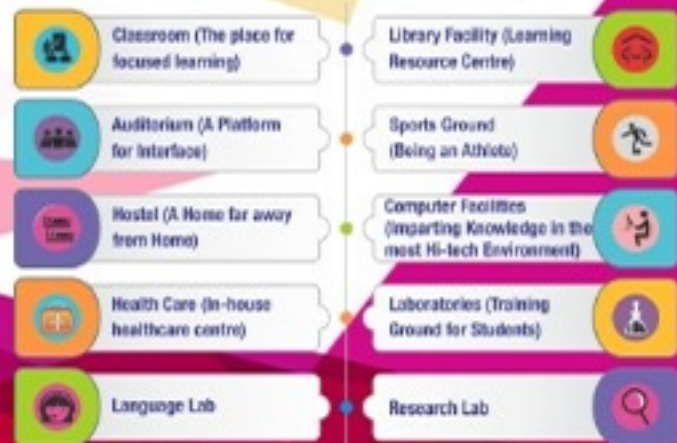 Classroom (The place for
focused learning)
Library Facility (Learning
Resource Centre)
Auditorium (A Platform
for Interface)
Sports Ground
(Being an Athlete)
Hostel (A Home far away
from Home)
Computer Facilities
(Imparting Knowledge in the
most Hi-tech Environment)
Health Care (In-house
healthcare centre)
Laboratories (Training
Ground for Students)
Language Lab
Research Lab